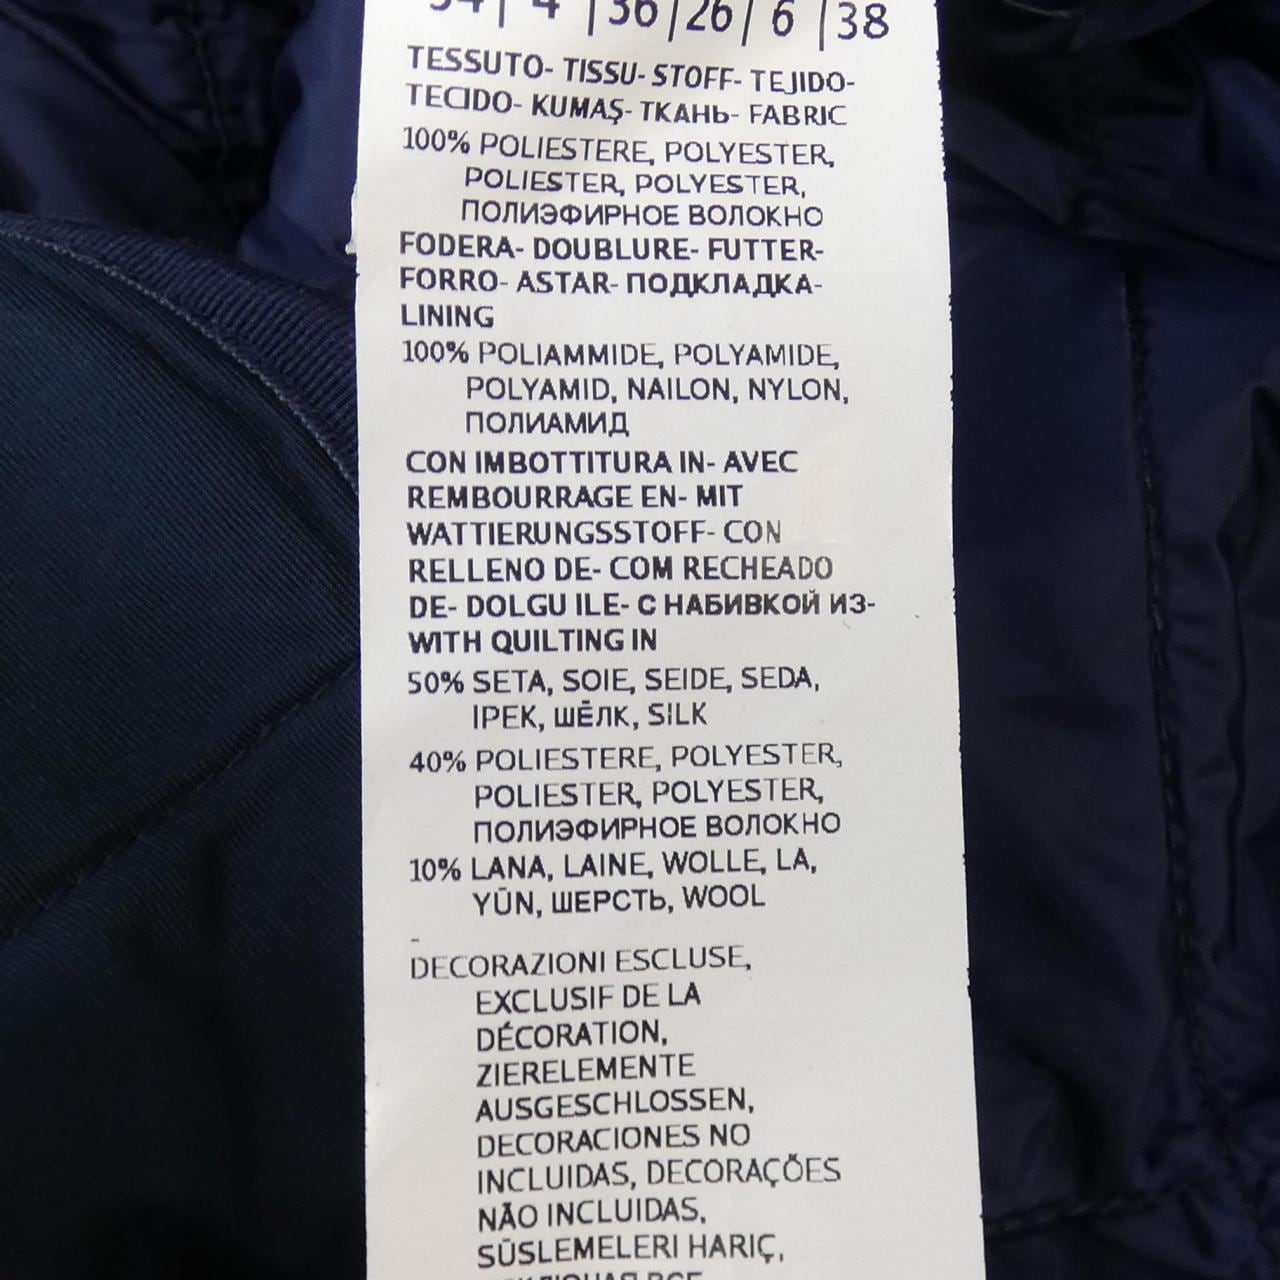 34| 4 |36|26| 6 |38
TESSUTO- TISSU- STOFF- TEJIDO-
TECIDO- KUMAŞ- ТКАНЬ- FABRIC
100% POLIESTERE, POLYESTER,
POLIESTER, POLYESTER,
ПОЛИЭФИРНОЕ ВОЛОКНО
FODERA- DOUBLURE- FUTTER-
FORRO- ASTAR- ПОДКЛАДКА-
LINING
100% POLIAMMIDE, POLYAMIDE,
POLYAMID, NAILON, NYLON,
ПОЛИАМИД
CON IMBOTTITURA IN- AVEC
REMBOURRAGE EN- MIT
WATTIERUNGSSTOFF- CON
RELLENO DE- COM RECHEADO
DE- DOLGU ILE- С НАБИВКОЙ ИЗ-
WITH QUILTING IN
50% SETA, SOIE, SEIDE, SEDA,
IPEK, ШЁЛК, SILK
40% POLIESTERE, POLYESTER,
POLIESTER, POLYESTER,
ПОЛИЭФИРНОЕ ВОЛОКНО
10% LANA, LAINE, WOLLE, LA,
YÜN, ШЕРСТЬ, WOOL
-
DECORAZIONI ESCLUSE,
EXCLUSIF DE LA
DÉCORATION,
ZIERELEMENTE
AUSGESCHLOSSEN,
DECORACIONES NO
INCLUIDAS, DECORAÇÕES
NÃO INCLUIDAS,
SÜSLEMELERI HARIÇ,